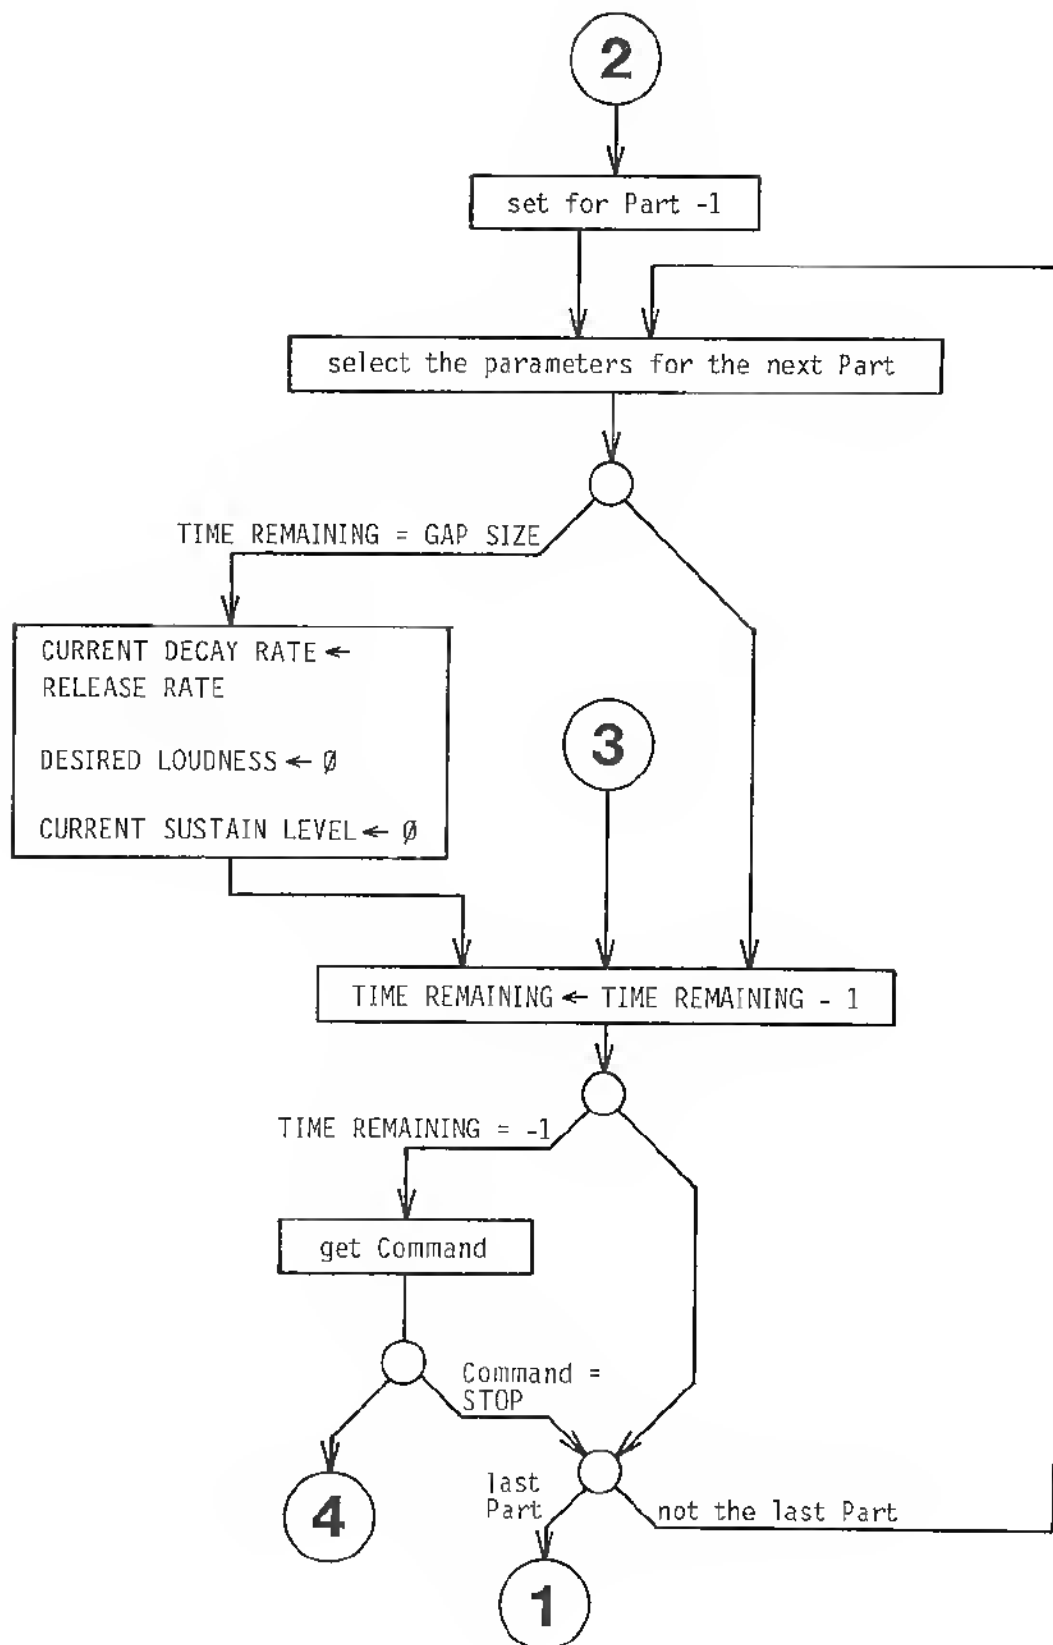 2
set for Part -1
select the parameters for the next Part
TIME REMAINING = GAP SIZE
CURRENT DECAY RATE ←
RELEASE RATE
DESIRED LOUDNESS ← Ø
CURRENT SUSTAIN LEVEL ← Ø
3
TIME REMAINING ← TIME REMAINING - 1
TIME REMAINING = -1
get Command
Command =
STOP
4
last
Part
not the last Part
1